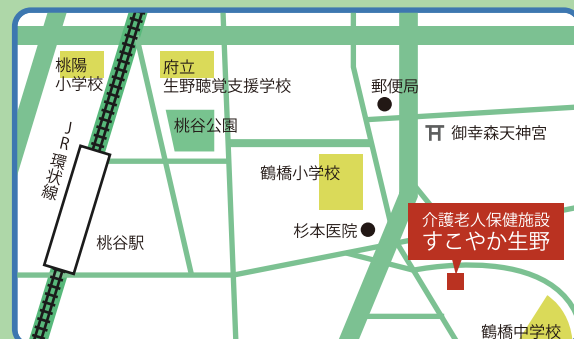 桃陽
小学校
府立
生野聴覚支援学校
郵便局
桃谷公園
御幸森天神宮
JR環状線
鶴橋小学校
介護老人保健施設
すこやか生野
杉本医院
桃谷駅
鶴橋中学校